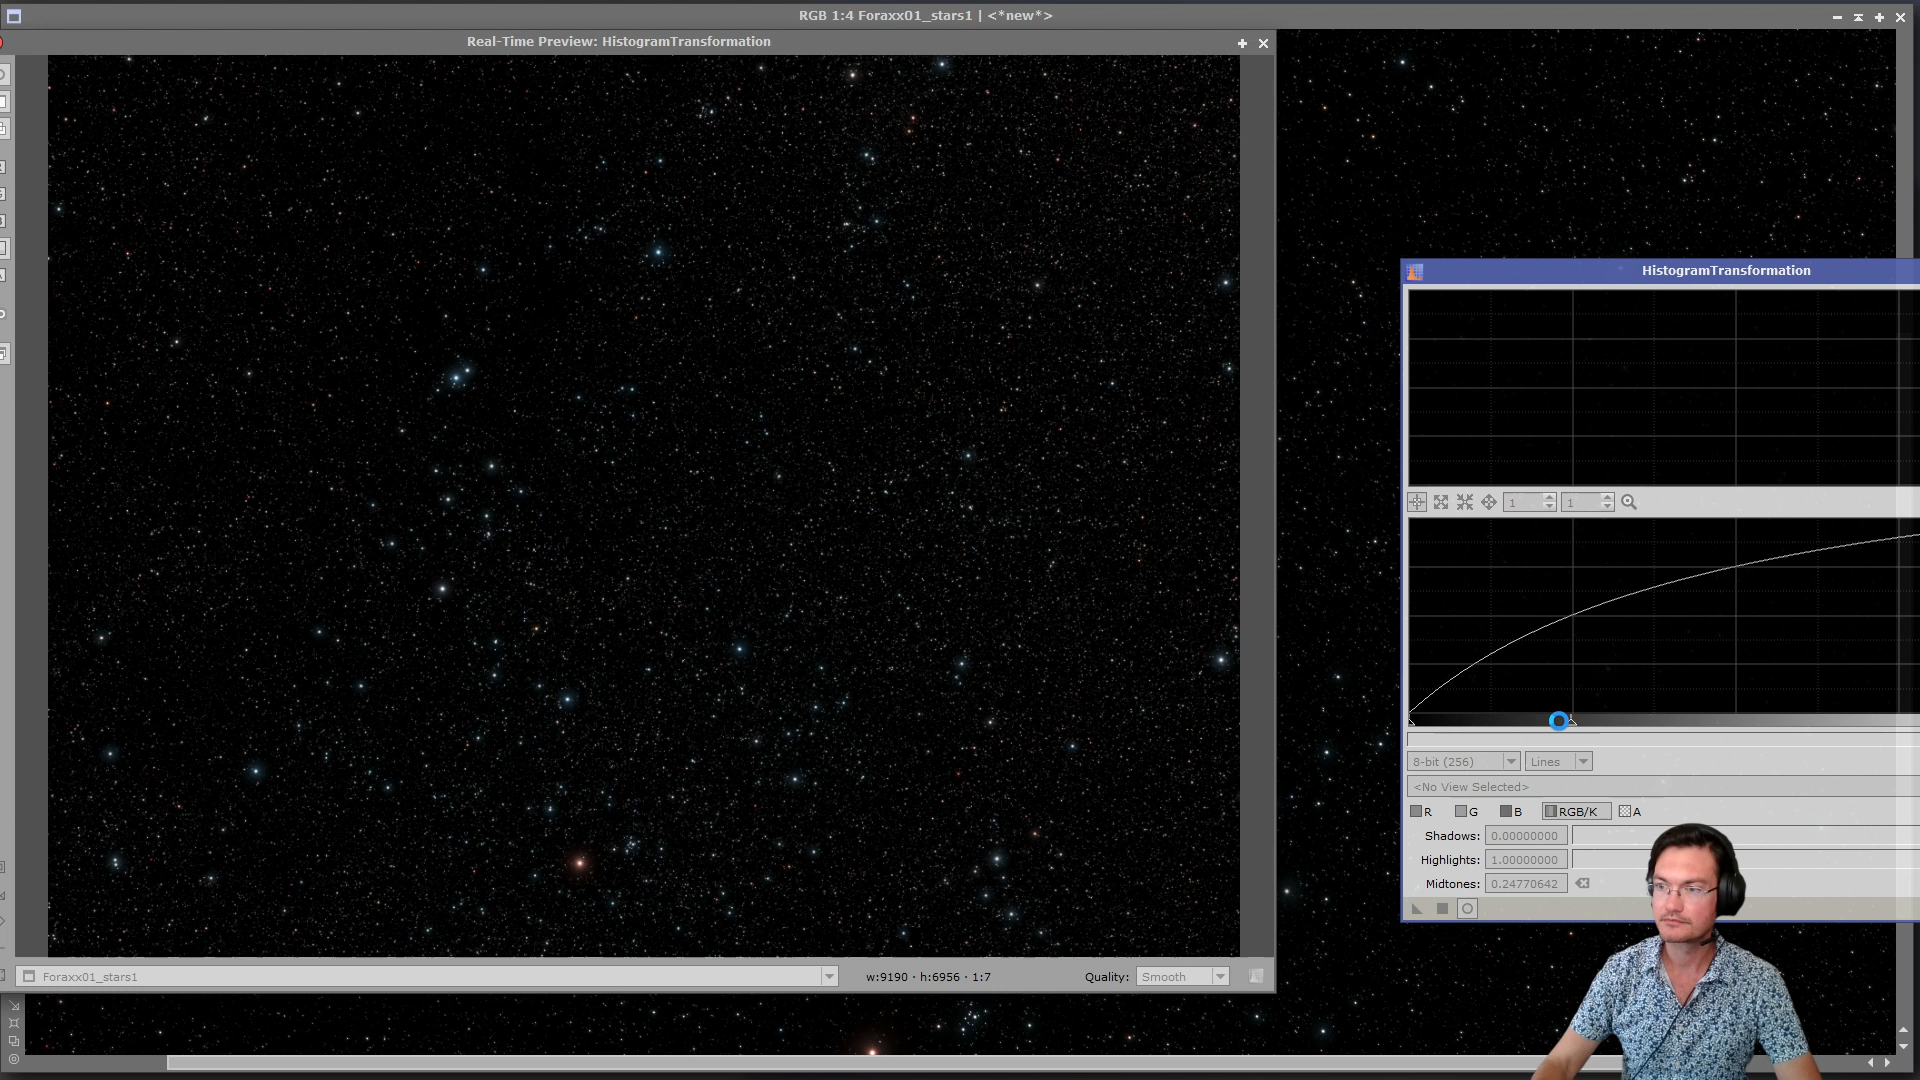 RGB 1:4 Foraxx01_stars1 | <*new*>
Real-Time Preview: HistogramTransformation
HistogramTransformation
1
1
8-bit (256)
Lines
<No View Selected>
R
G
B
RGB/K
A
Shadows:
0.00000000
Highlights:
1.00000000
Midtones:
0.24770642
Foraxx01_stars1
w:9190 · h:6956 · 1:7
Quality:
Smooth